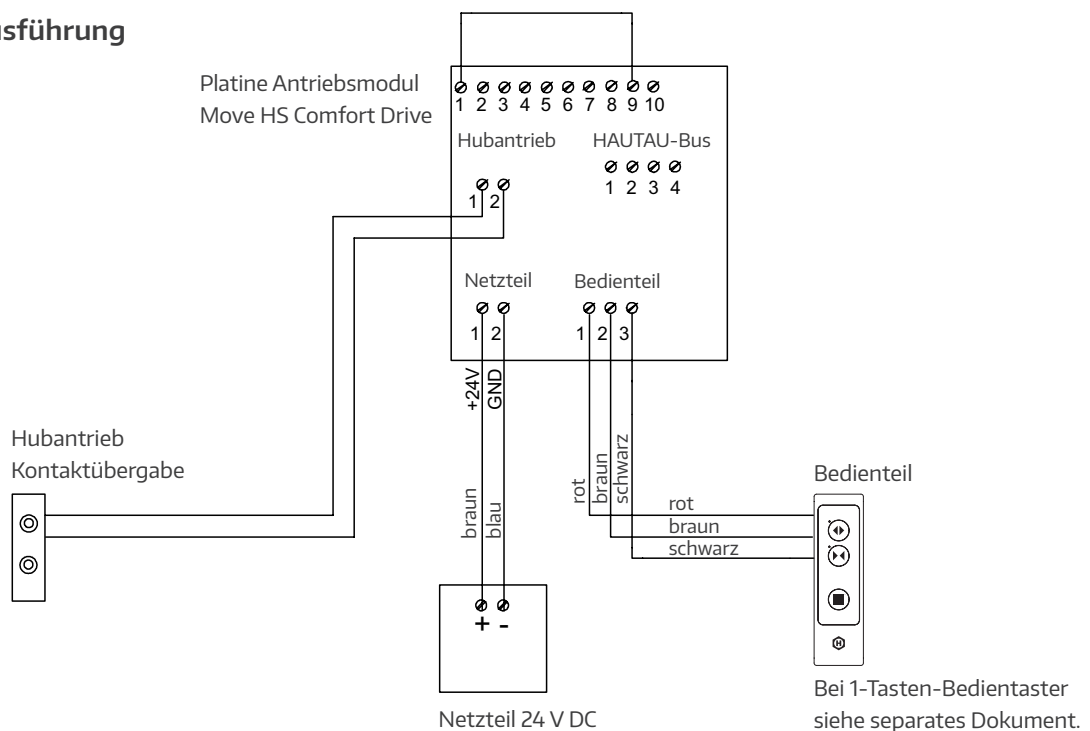 usführung
Platine Antriebsmodul
Move HS Comfort Drive
1 2 3 4 5 6 7 8 9 10
Hubantrieb
HAUTAU-Bus
1 2 3 4
1 2
Netzteil
Bedienteil
1 2
1 2 3
+24V
GND
braun
blau
rot
braun
schwarz
Hubantrieb
Kontaktübergabe
Bedienteil
rot
braun
schwarz
H
+ -
Netzteil 24 V DC
Bei 1-Tasten-Bedientaster
siehe separates Dokument.